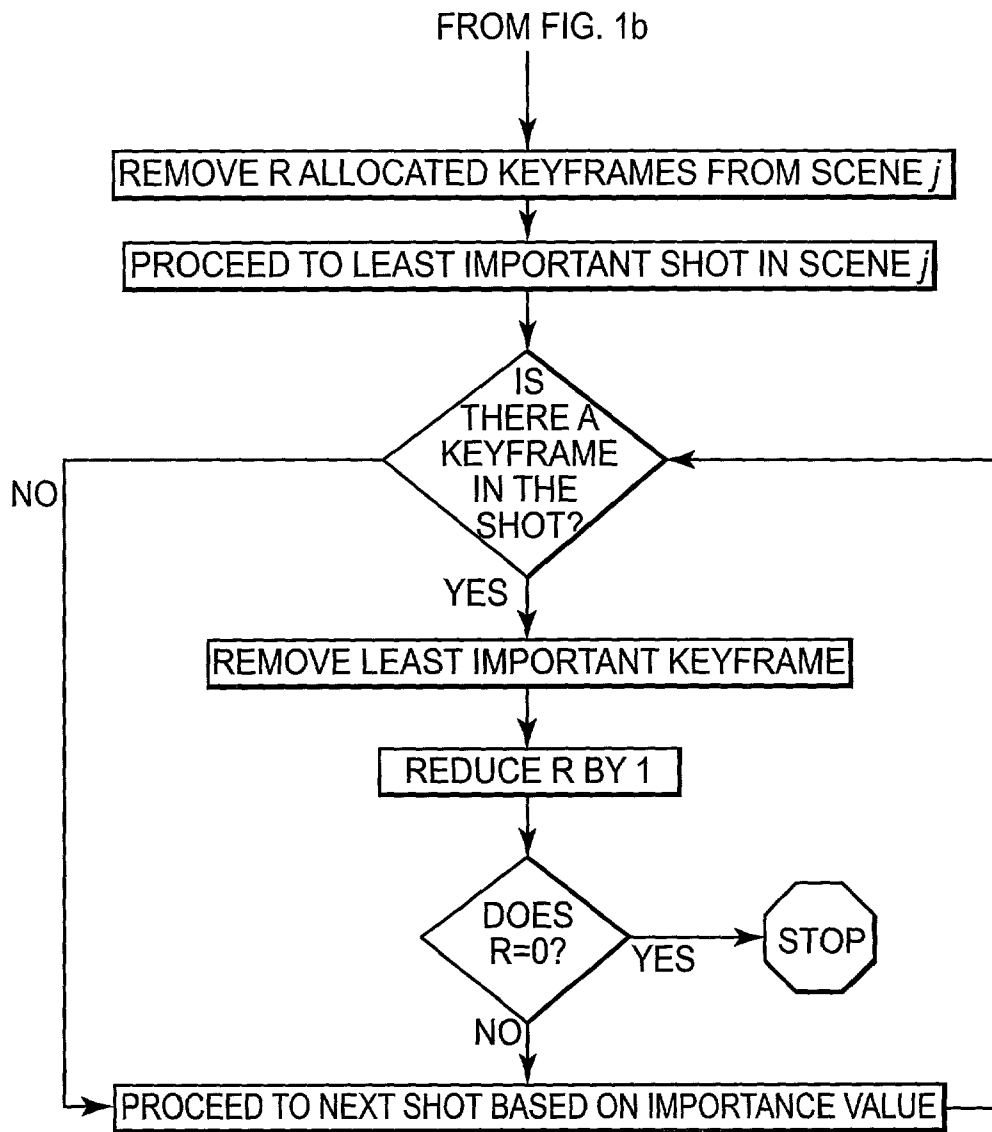 FROM FIG. 1b
REMOVE R ALLOCATED KEYFRAMES FROM SCENE j
PROCEED TO LEAST IMPORTANT SHOT IN SCENE j
IS
THERE A
KEYFRAME
IN THE
SHOT?
NO
YES
REMOVE LEAST IMPORTANT KEYFRAME
REDUCE R BY 1
DOES
R=0?
YES
STOP
NO
PROCEED TO NEXT SHOT BASED ON IMPORTANCE VALUE